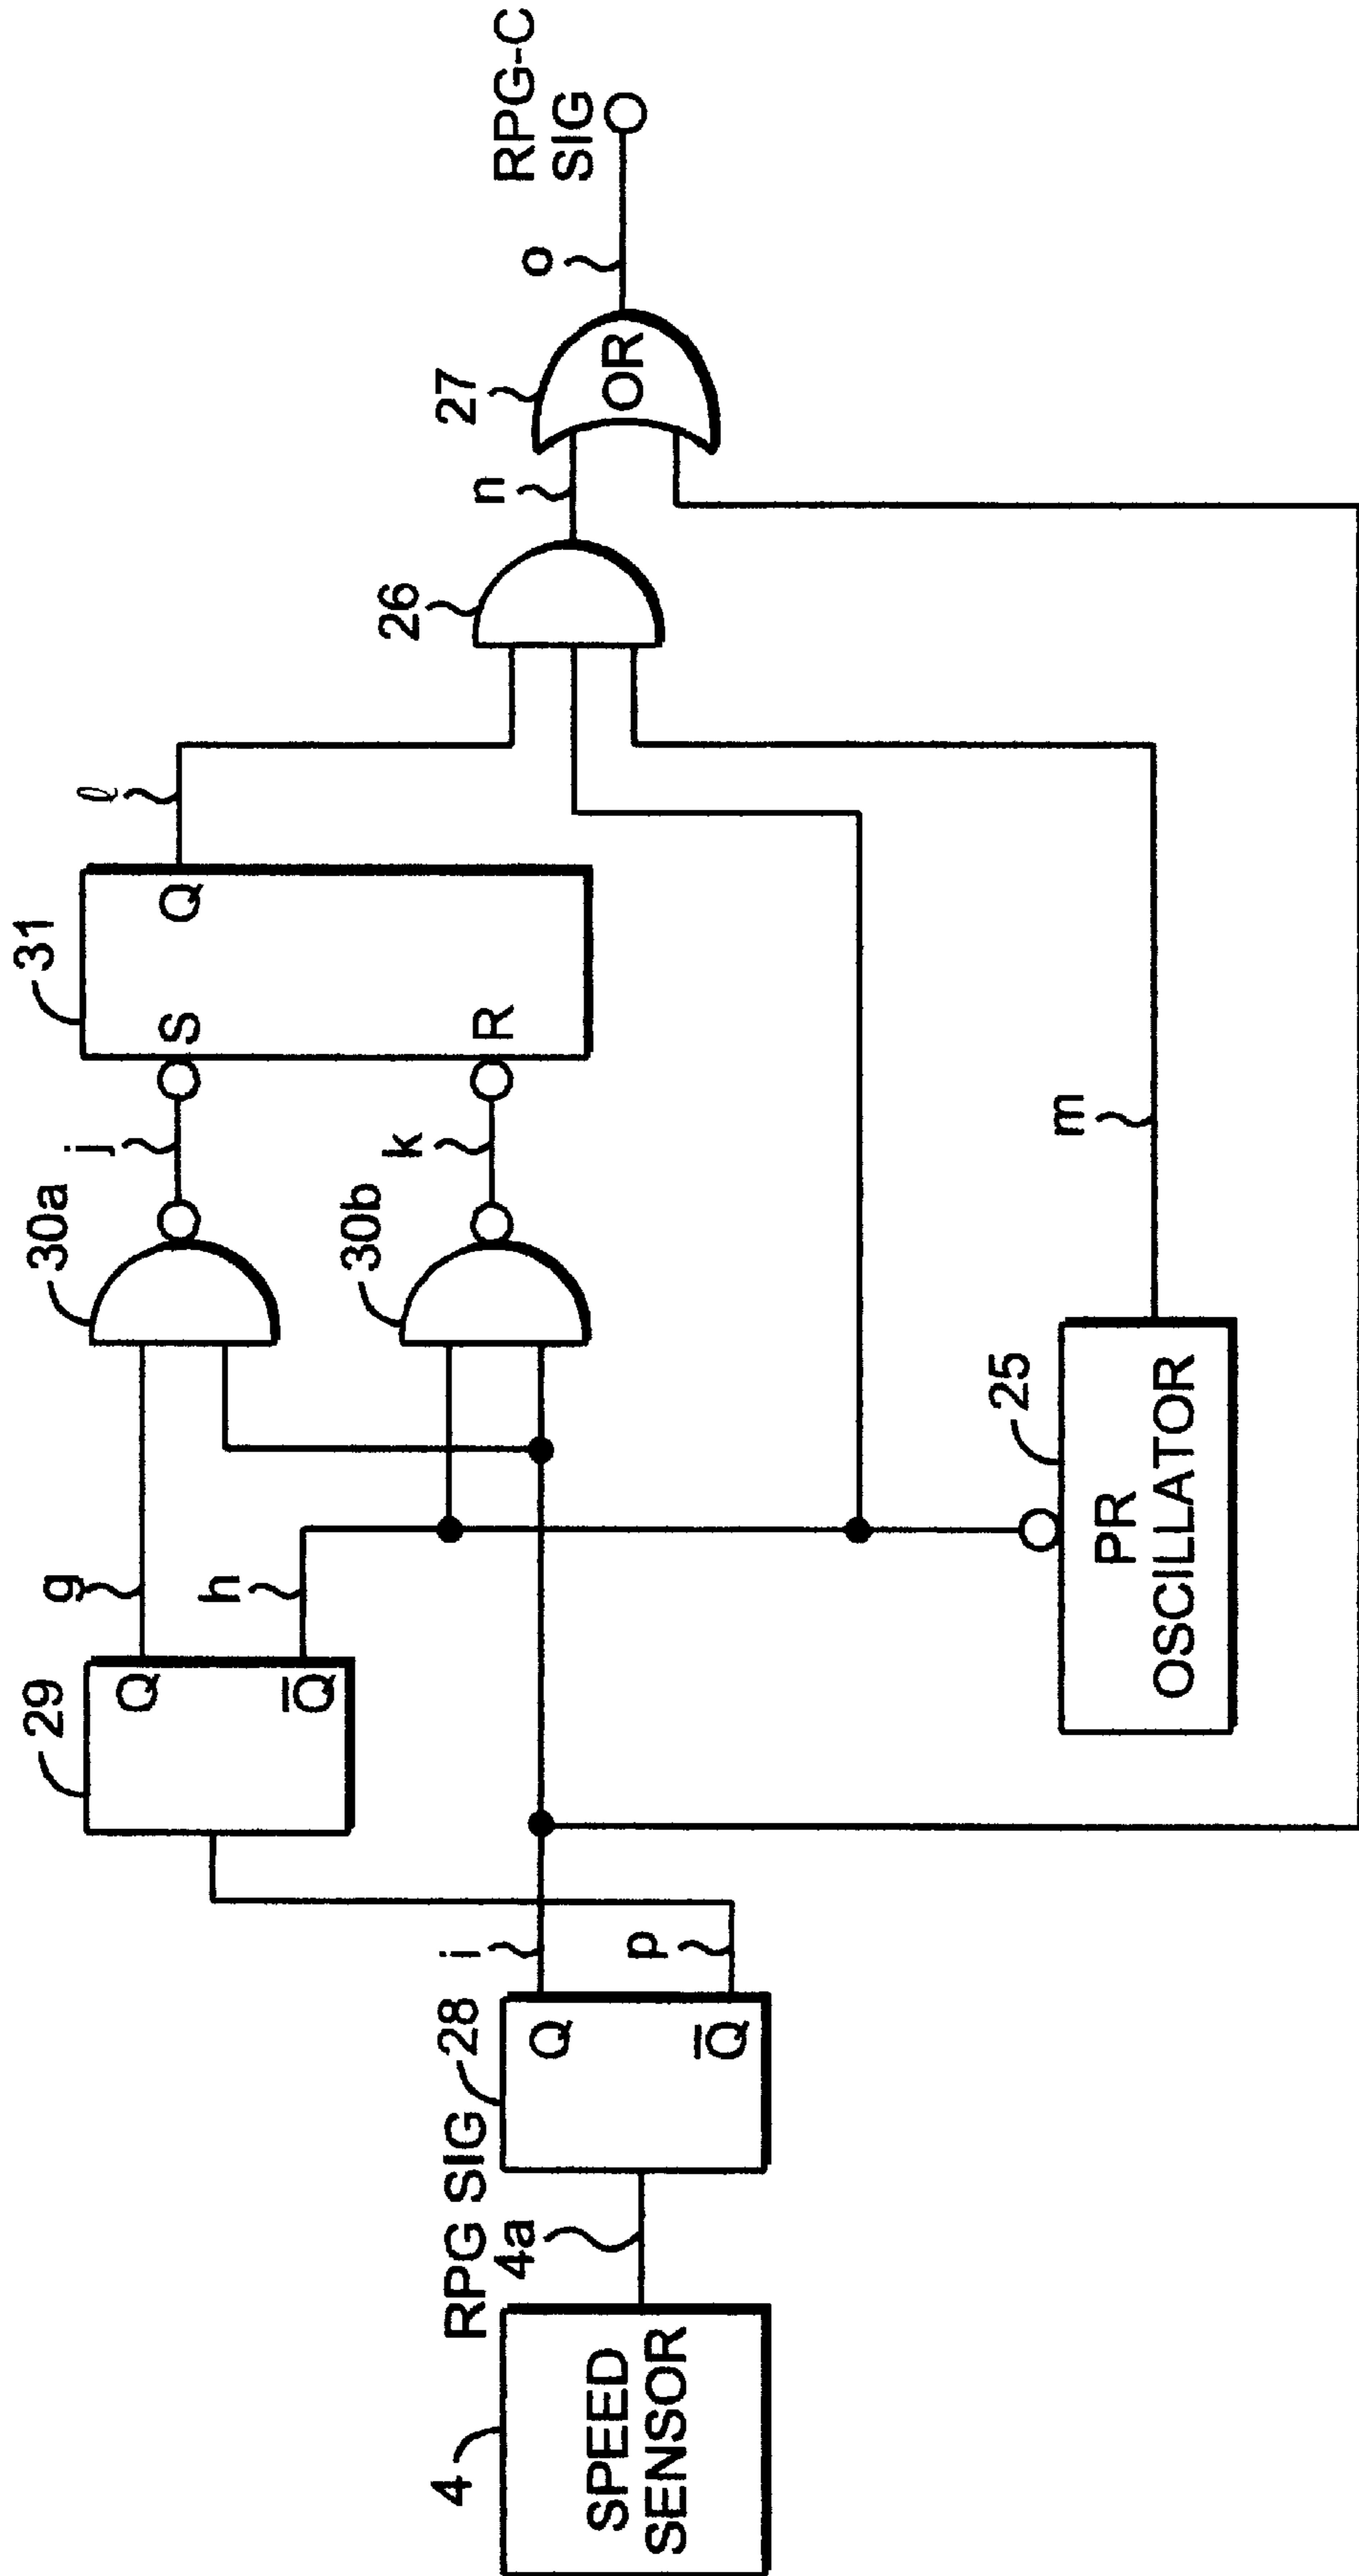 4
SPEED
SENSOR
RPG SIG
4a
28
Q
Q̅
i
p
29
Q
Q̅
g
h
30a
30b
j
k
31
S
R
Q
ℓ
25
PR
OSCILLATOR
m
26
n
27
OR
o
RPG-C
SIG